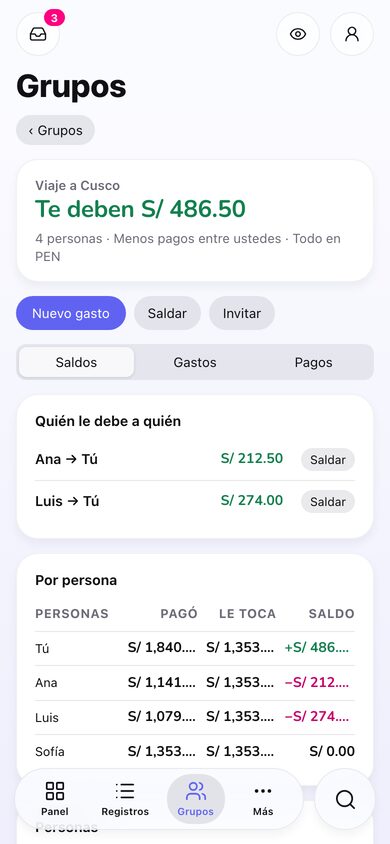 3
Grupos
‹ Grupos
Viaje a Cusco
Te deben S/ 486.50
4 personas · Menos pagos entre ustedes · Todo en
PEN
Nuevo gasto Saldar Invitar
Saldos Gastos Pagos
Quién le debe a quién
Ana → Tú S/ 212.50 Saldar
Luis → Tú S/ 274.00 Saldar
Por persona
PERSONAS PAGÓ LE TOCA SALDO
Tú S/ 1,840.... S/ 1,353.... +S/ 486....
Ana S/ 1,141.... S/ 1,353.... −S/ 212....
Luis S/ 1,079.... S/ 1,353.... −S/ 274....
Sofía S/ 1,353.... S/ 1,353.... S/ 0.00
Panel Registros Grupos Más
Personas